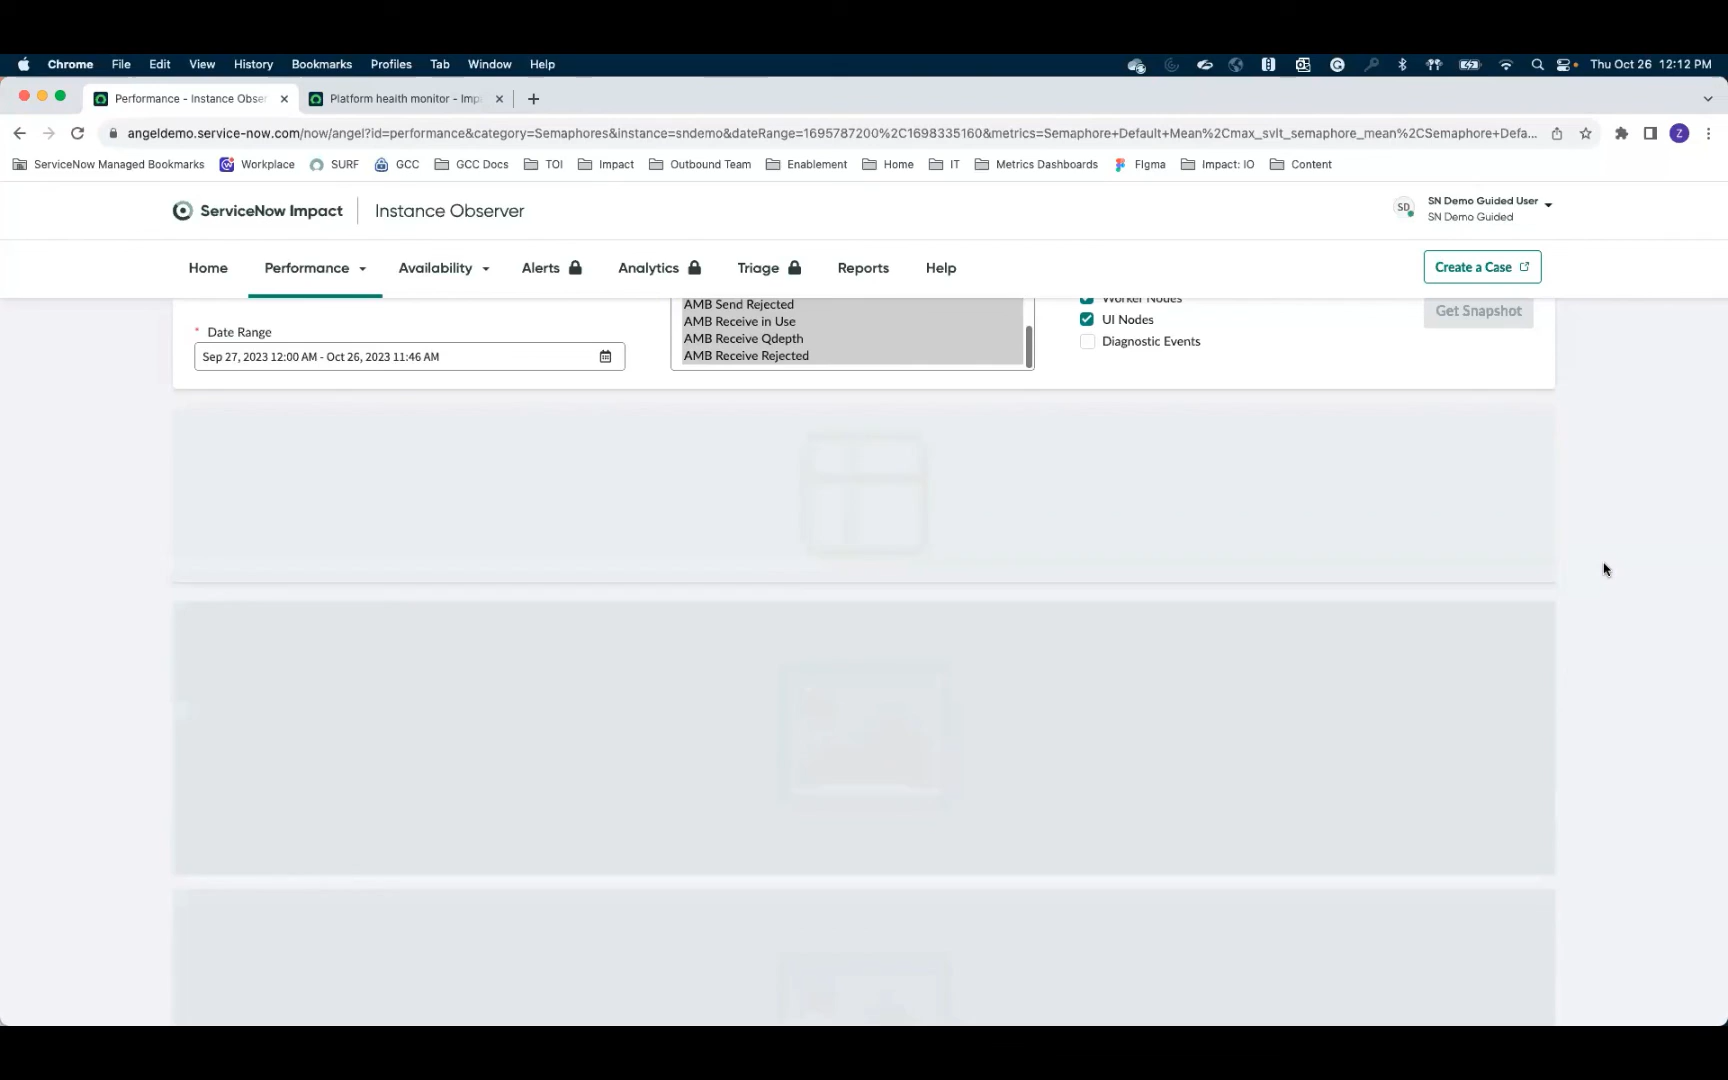 Chrome File Edit View History Bookmarks Profiles Tab Window Help Thu Oct 26 12:12 PM
Performance - Instance Obser Platform health monitor - Imp
angeldemo.service-now.com/now/angel?id=performance&category=Semaphores&instance=sndemo&dateRange=1695787200%2C1698335160&metrics=Semaphore+Default+Mean%2Cmax_svlt_semaphore_mean%2CSemaphore+Defa... Z
ServiceNow Managed Bookmarks Workplace SURF GCC GCC Docs TOI Impact Outbound Team Enablement Home IT Metrics Dashboards Figma Impact: IO Content
ServiceNow Impact Instance Observer
SD SN Demo Guided User
SN Demo Guided
Home Performance Availability Alerts Analytics Triage Reports Help Create a Case
AMB Send Rejected Worker Nodes
AMB Receive in Use UI Nodes Get Snapshot
* Date Range AMB Receive Qdepth Diagnostic Events
Sep 27, 2023 12:00 AM - Oct 26, 2023 11:46 AM AMB Receive Rejected